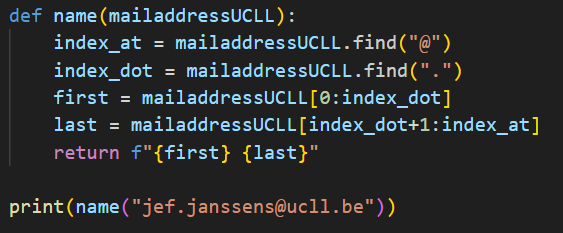 def name(mailaddressUCLL):
    index_at = mailaddressUCLL.find("@")
    index_dot = mailaddressUCLL.find(".")
    first = mailaddressUCLL[0:index_dot]
    last = mailaddressUCLL[index_dot+1:index_at]
    return f"{first} {last}"

print(name("jef.janssens@ucll.be"))